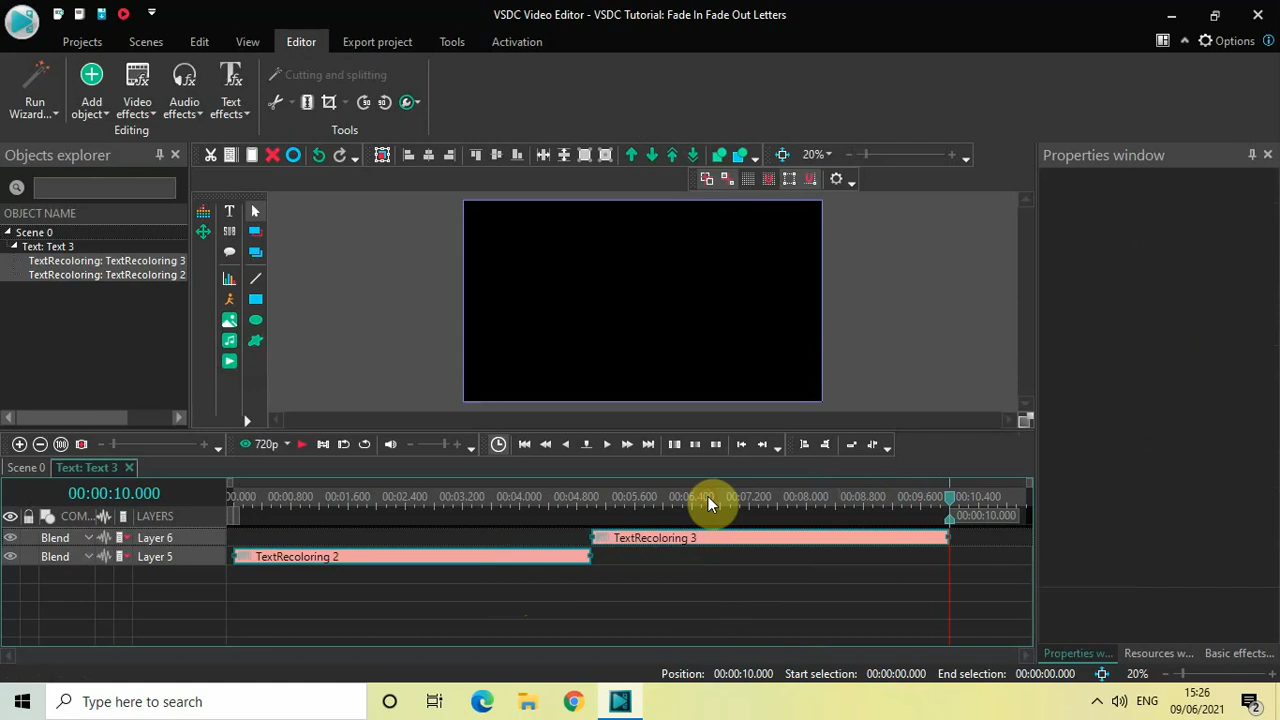 VSDC Video Editor - VSDC Tutorial: Fade In Fade Out Letters
Projects Scenes Edit View Editor Export project Tools Activation Options
Cutting and splitting
Run Wizard... Add object Video effects Audio effects Text effects
Editing Tools
Objects explorer 20% Properties window
OBJECT NAME
Scene 0
Text: Text 3
TextRecoloring: TextRecoloring 3
TextRecoloring: TextRecoloring 2
720p
Scene 0 Text: Text 3
00:00:10.000 0.000 00:00.800 00:01.600 00:02.400 00:03.200 00:04.000 00:04.800 00:05.600 00:06.400 00:07.200 00:08.000 00:08.800 00:09.600 00:10.400
COM... LAYERS 00:00:10.000
Blend Layer 6 TextRecoloring 3
Blend Layer 5 TextRecoloring 2
Properties w... Resources w... Basic effects...
Position: 00:00:10.000 Start selection: 00:00:00.000 End selection: 00:00:00.000 20%
Type here to search ENG 15:26 09/06/2021 2